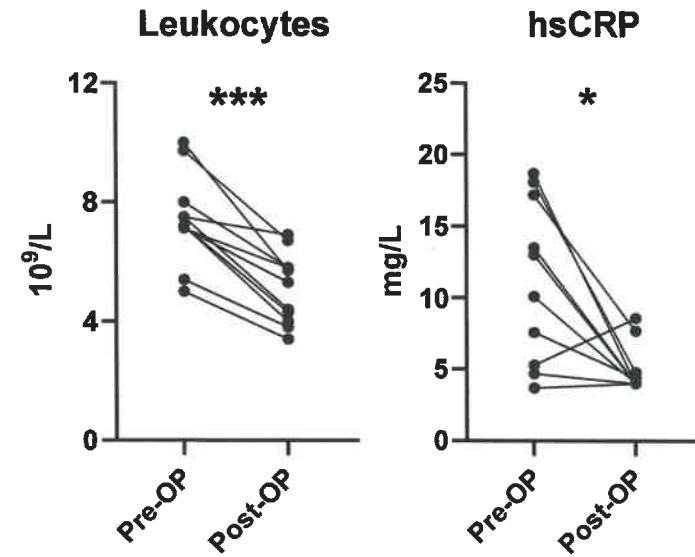 Leukocytes
***
12
8
4
0
10⁹/L
Pre-OP
Post-OP
hsCRP
*
25
20
15
10
5
0
mg/L
Pre-OP
Post-OP